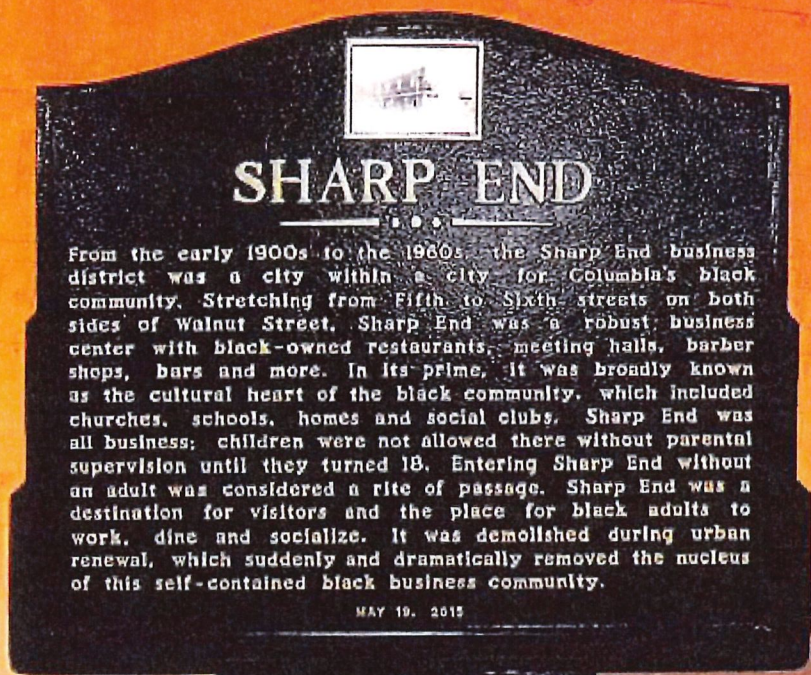 SHARP END
From the early 1900s to the 1960s, the Sharp End business
district was a city within a city for Columbia's black
community. Stretching from Fifth to Sixth streets on both
sides of Walnut Street, Sharp End was a robust business
center with black-owned restaurants, meeting halls, barber
shops, bars and more. In its prime, it was broadly known
as the cultural heart of the black community, which included
churches, schools, homes and social clubs. Sharp End was
all business; children were not allowed there without parental
supervision until they turned 18. Entering Sharp End without
an adult was considered a rite of passage. Sharp End was a
destination for visitors and the place for black adults to
work, dine and socialize. It was demolished during urban
renewal, which suddenly and dramatically removed the nucleus
of this self-contained black business community.
MAY 19, 2015